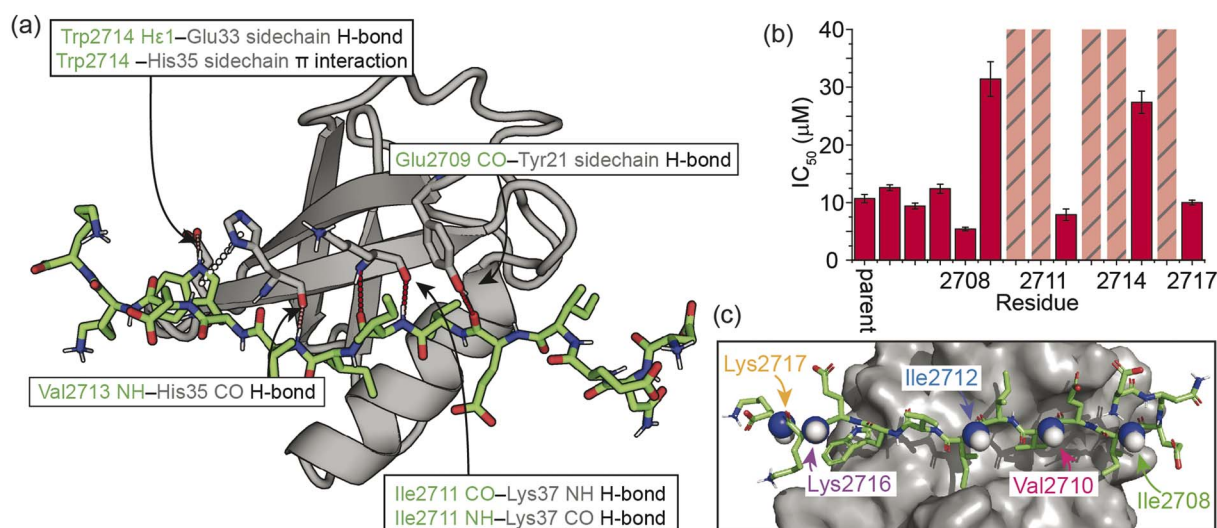 (a)
Trp2714 Hε1–Glu33 sidechain H-bond
Trp2714 –His35 sidechain π interaction
Glu2709 CO–Tyr21 sidechain H-bond
Val2713 NH–His35 CO H-bond
Ile2711 CO–Lys37 NH H-bond
Ile2711 NH–Lys37 CO H-bond
(b)
IC50 (μM)
40
30
20
10
0
parent
2708
2711
2714
2717
Residue
(c)
Lys2717
Ile2712
Lys2716
Val2710
Ile2708